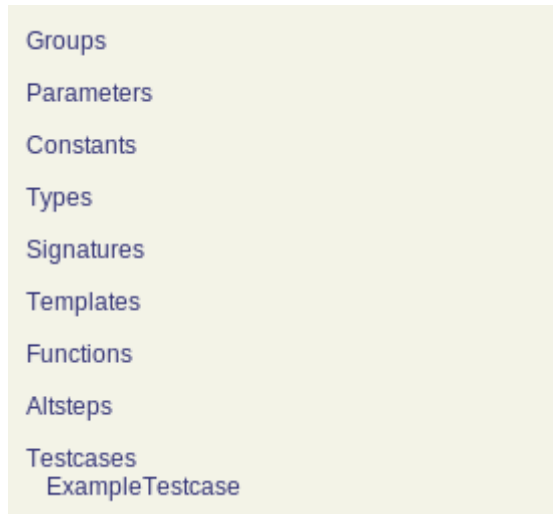 Groups
Parameters
Constants
Types
Signatures
Templates
Functions
Altsteps
Testcases
ExampleTestcase